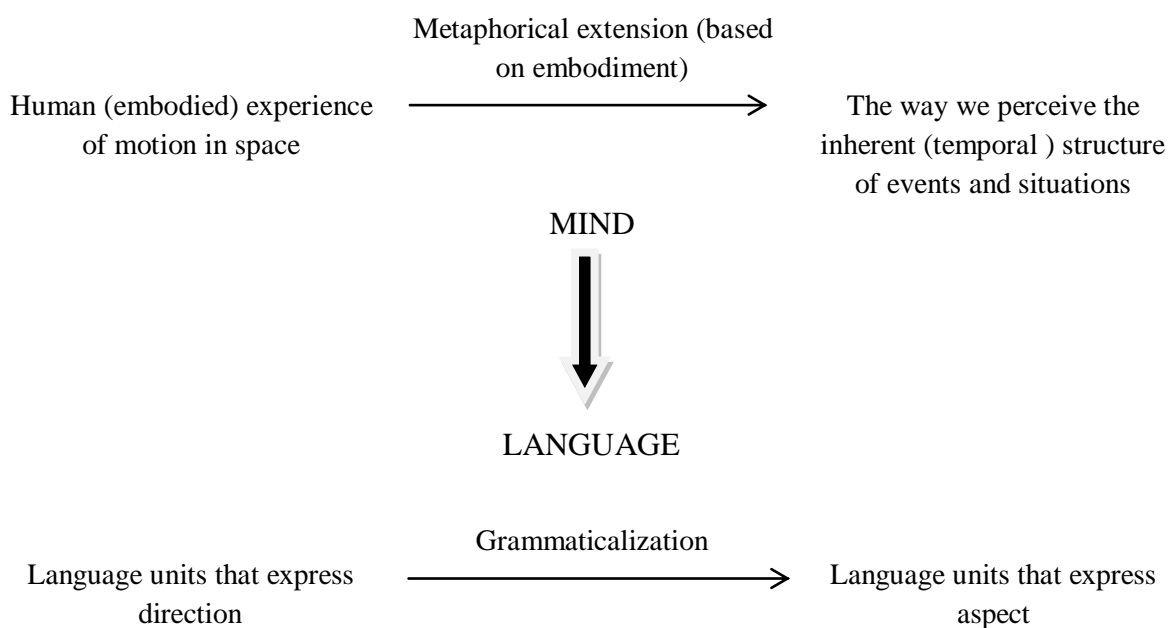 Metaphorical extension (based
on embodiment)
Human (embodied) experience
of motion in space
The way we perceive the
inherent (temporal ) structure
of events and situations
MIND
LANGUAGE
Grammaticalization
Language units that express
direction
Language units that express
aspect